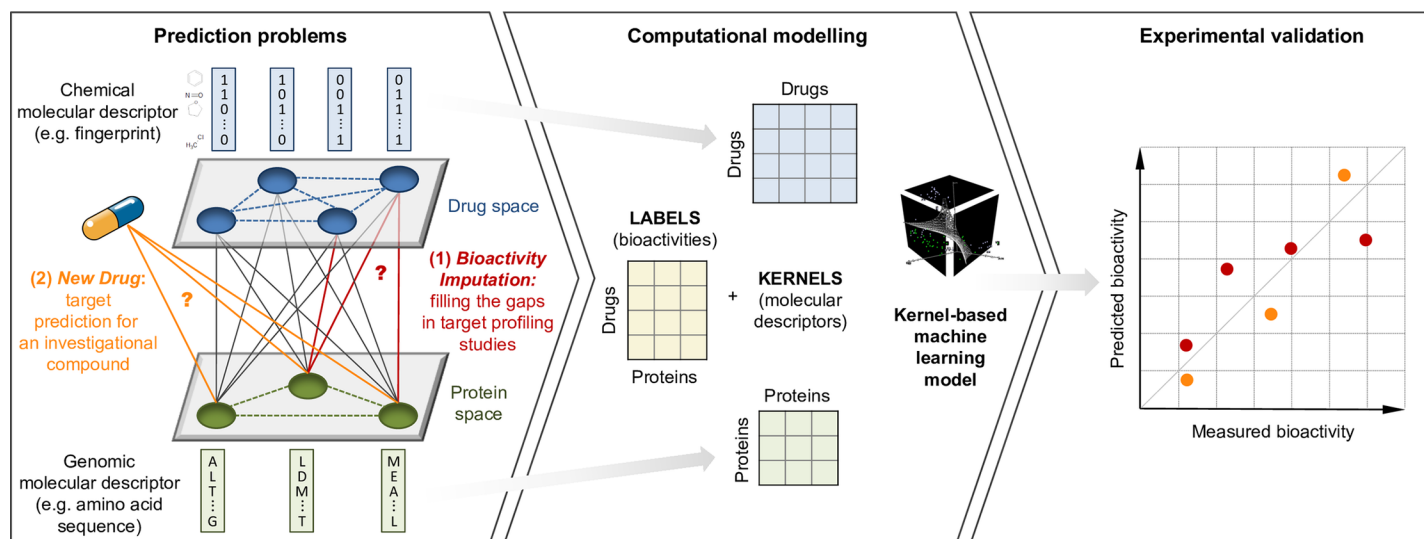 Prediction problems
Chemical
molecular descriptor
(e.g. fingerprint)
N O
H₃C Cl
1 1 0 ⋮ 0
1 0 1 ⋮ 0
0 0 1 ⋮ 1
0 1 1 ⋮ 1
Drug space
(1) Bioactivity
Imputation:
filling the gaps
in target profiling
studies
?
(2) New Drug:
target
prediction for
an investigational
compound
?
Protein
space
Genomic
molecular descriptor
(e.g. amino acid
sequence)
A L T ⋮ G
L D M ⋮ T
M E A ⋮ L
Computational modelling
Drugs
Drugs
LABELS
(bioactivities)
Drugs
Proteins
+
KERNELS
(molecular
descriptors)
Proteins
Proteins
Kernel-based
machine
learning
model
Experimental validation
Predicted bioactivity
Measured bioactivity